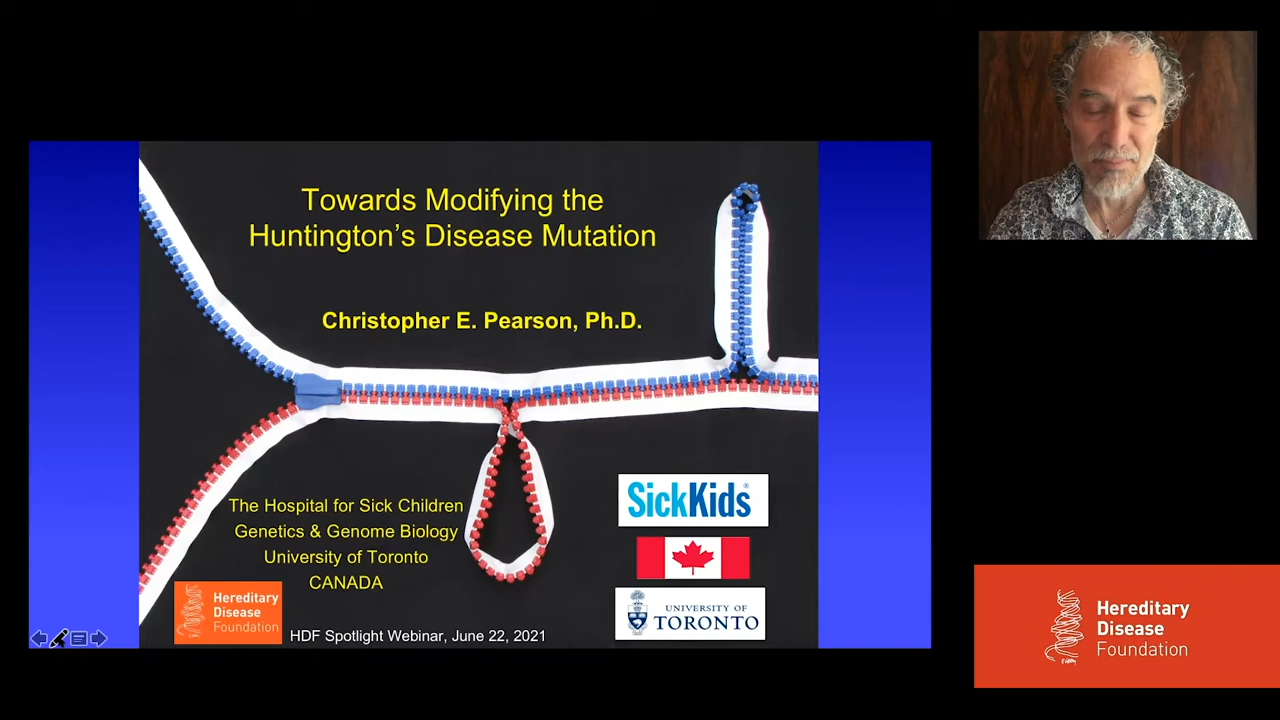 Towards Modifying the
Huntington’s Disease Mutation
Christopher E. Pearson, Ph.D.
The Hospital for Sick Children
Genetics & Genome Biology
University of Toronto
CANADA
SickKids®
UNIVERSITY OF
TORONTO
Hereditary
Disease
Foundation
HDF Spotlight Webinar, June 22, 2021
Hereditary
Disease
Foundation